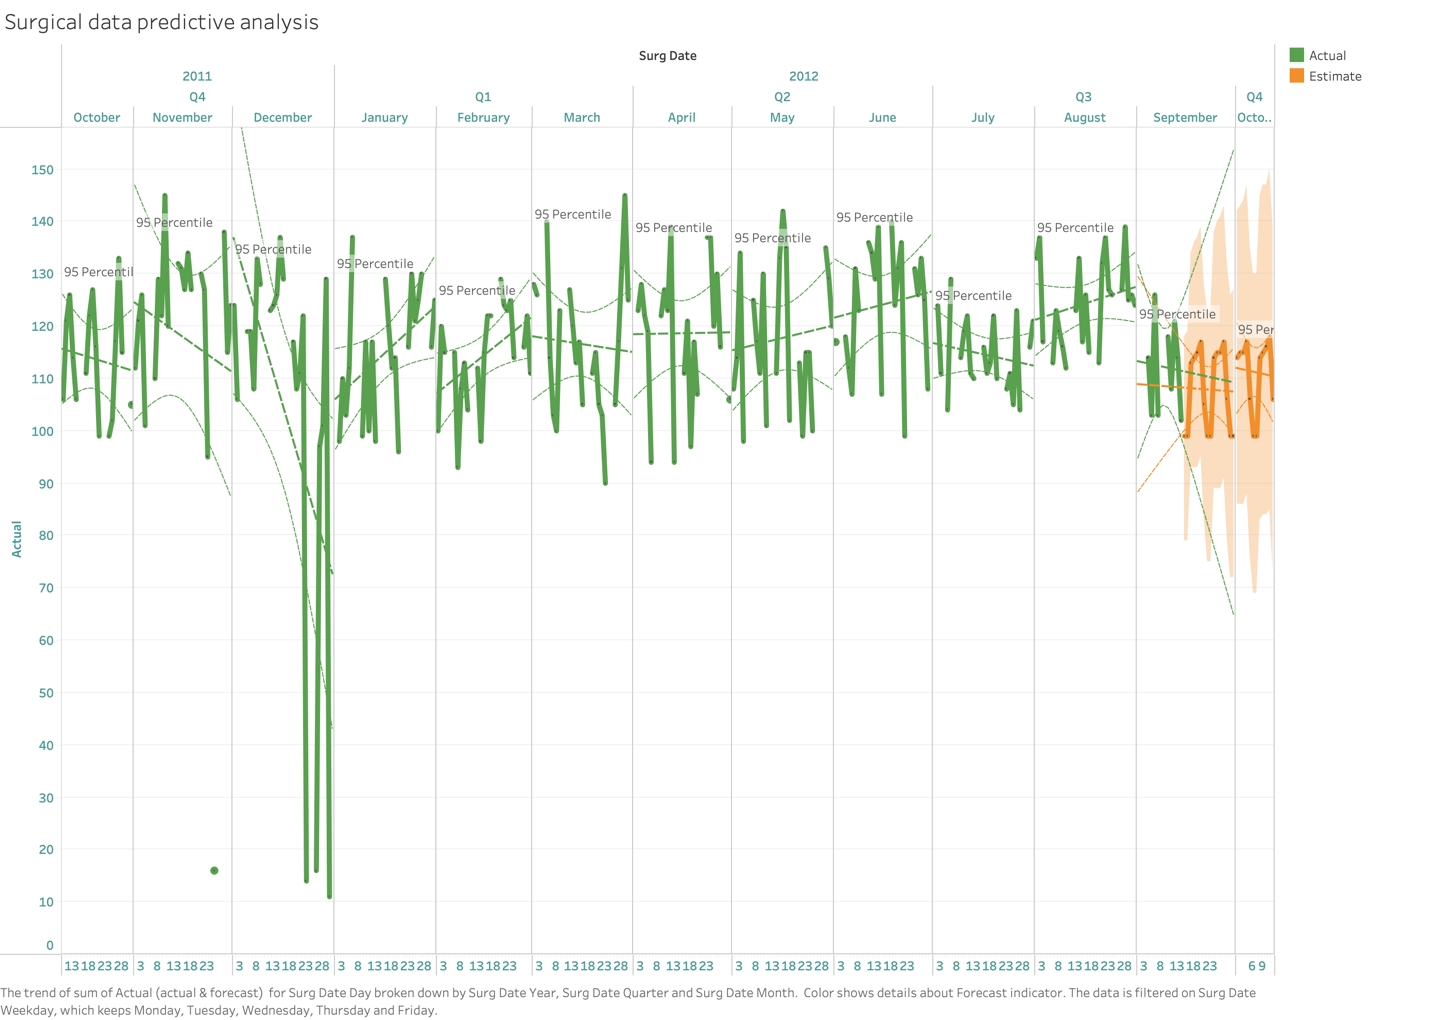 Surgical data predictive analysis
Surg Date
Actual
Estimate
2011
2012
Q4
Q1
Q2
Q3
Q4
October
November
December
January
February
March
April
May
June
July
August
September
Octo..
150
140
130
120
110
100
90
80
70
60
50
40
30
20
10
0
Actual
95 Percentil
95 Percentile
95 Percentile
95 Percentile
95 Percentile
95 Percentile
95 Percentile
95 Percentile
95 Percentile
95 Percentile
95 Percentile
95 Percentile
95 Per
13 18 23 28
3 8 13 18 23
3 8 13 18 23 28
3 8 13 18 23 28
3 8 13 18 23
3 8 13 18 23 28
3 8 13 18 23
3 8 13 18 23 28
3 8 13 18 23
3 8 13 18 23 28
3 8 13 18 23 28
3 8 13 18 23
6 9
The trend of sum of Actual (actual & forecast) for Surg Date Day broken down by Surg Date Year, Surg Date Quarter and Surg Date Month. Color shows details about Forecast indicator. The data is filtered on Surg Date
Weekday, which keeps Monday, Tuesday, Wednesday, Thursday and Friday.